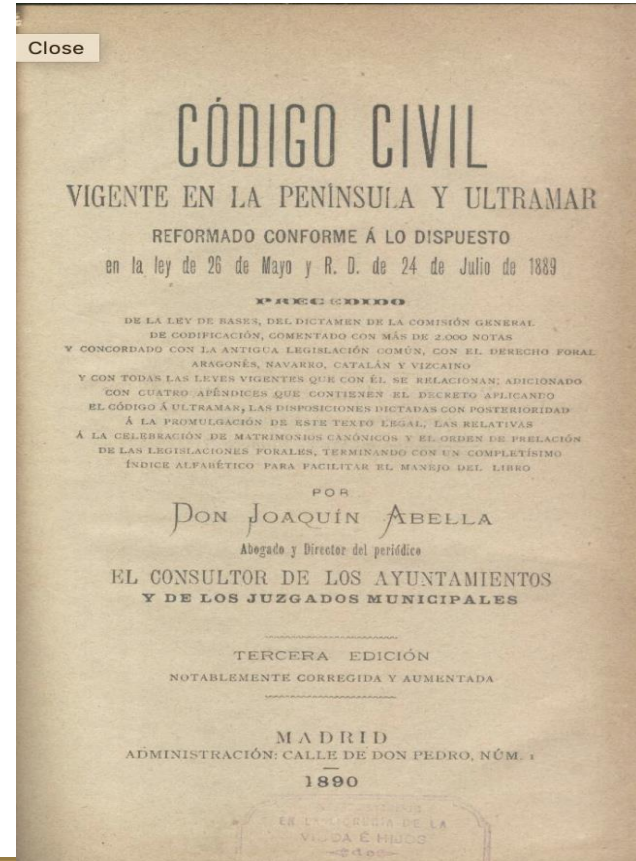 Close
CÓDIGO CIVIL
VIGENTE EN LA PENÍNSULA Y ULTRAMAR
REFORMADO CONFORME Á LO DISPUESTO
en la ley de 26 de Mayo y R. D. de 24 de Julio de 1889
PRECEDIDO
DE LA LEY DE BASES, DEL DICTAMEN DE LA COMISIÓN GENERAL
DE CODIFICACIÓN, COMENTADO CON MÁS DE 2.000 NOTAS
Y CONCORDADO CON LA ANTIGUA LEGISLACIÓN COMÚN, CON EL DERECHO FORAL
ARAGONÉS, NAVARRO, CATALÁN Y VIZCAINO
Y CON TODAS LAS LEYES VIGENTES QUE CON ÉL SE RELACIONAN; ADICIONADO
CON CUATRO APÉNDICES QUE CONTIENEN EL DECRETO APLICANDO
EL CÓDIGO Á ULTRAMAR, LAS DISPOSICIONES DICTADAS CON POSTERIORIDAD
Á LA PROMULGACIÓN DE ESTE TEXTO LEGAL, LAS RELATIVAS
Á LA CELEBRACIÓN DE MATRIMONIOS CANÓNICOS Y EL ORDEN DE PRELACIÓN
DE LAS LEGISLACIONES FORALES, TERMINANDO CON UN COMPLETÍSIMO
ÍNDICE ALFABÉTICO PARA FACILITAR EL MANEJO DEL LIBRO
POR
DON JOAQUÍN ABELLA
Abogado y Director del periódico
EL CONSULTOR DE LOS AYUNTAMIENTOS
Y DE LOS JUZGADOS MUNICIPALES
TERCERA EDICIÓN
NOTABLEMENTE CORREGIDA Y AUMENTADA
MADRID
ADMINISTRACIÓN: CALLE DE DON PEDRO, NÚM. 1
1890
EN LA LIBRERIA DE LA
VIUDA É HIJOS